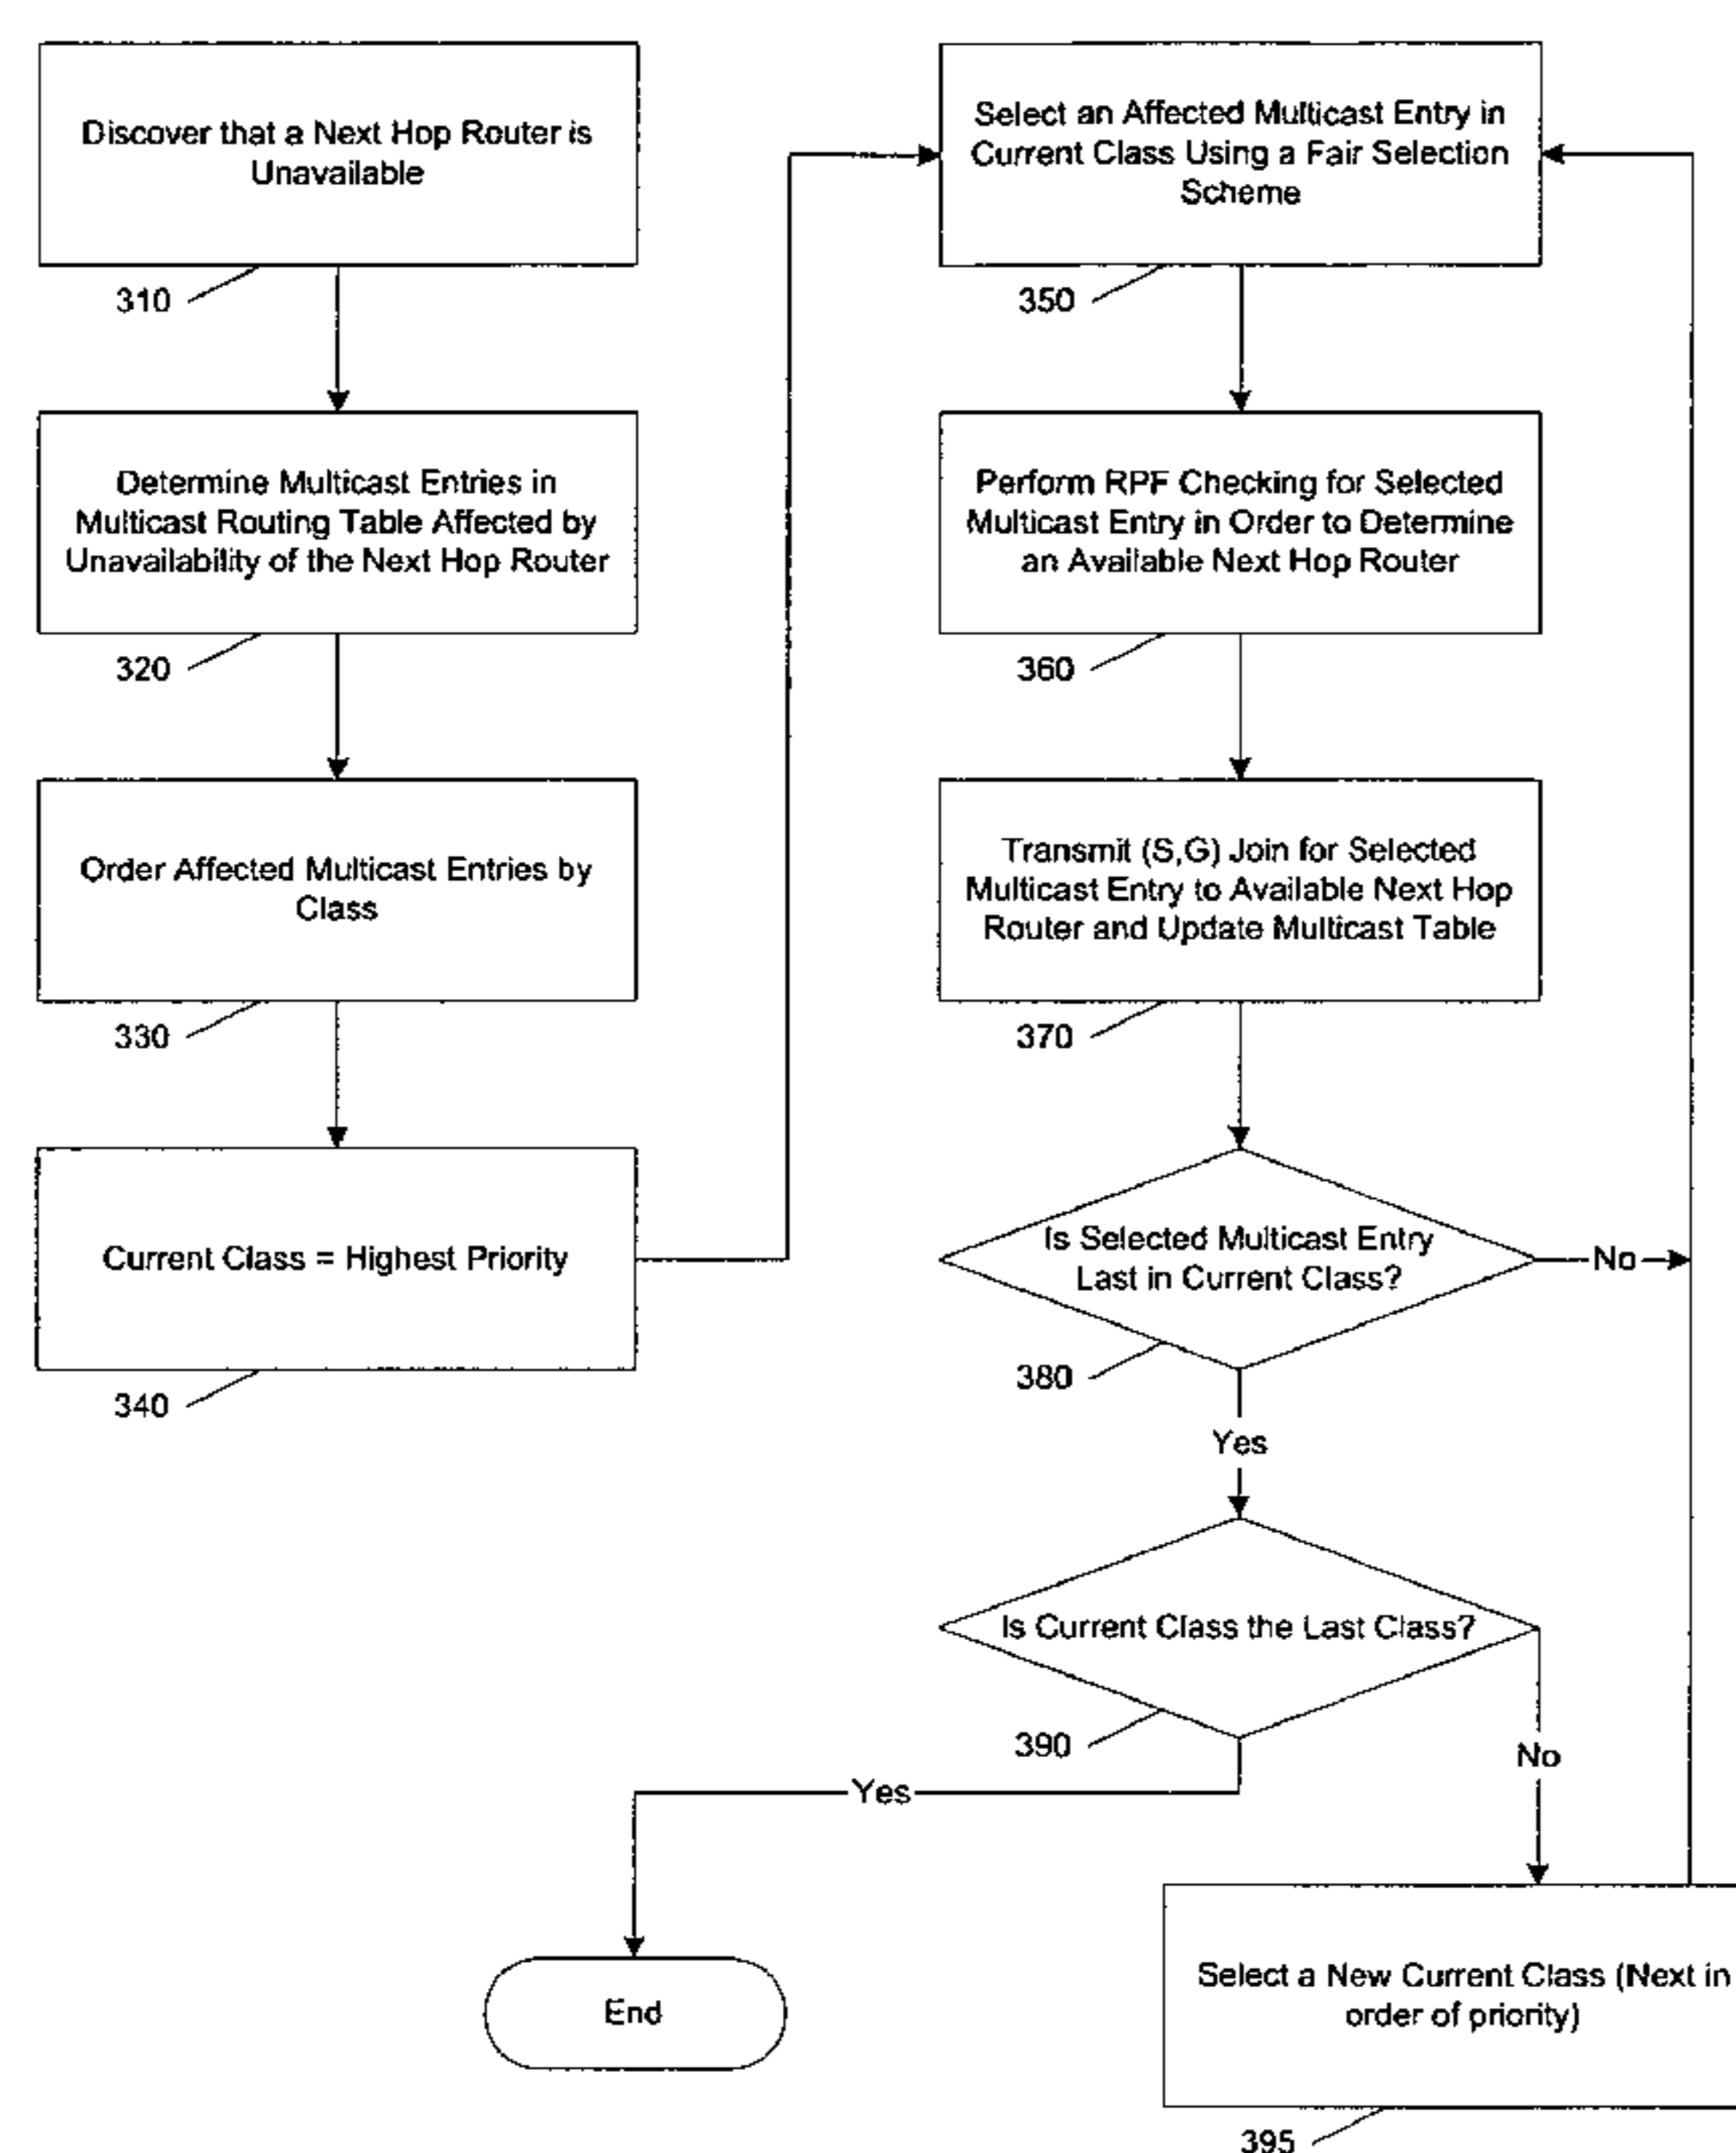 Discover that a Next Hop Router is
Unavailable
310
Determine Multicast Entries in
Multicast Routing Table Affected by
Unavailability of the Next Hop Router
320
Order Affected Multicast Entries by
Class
330
Current Class = Highest Priority
340
Select an Affected Multicast Entry in
Current Class Using a Fair Selection
Scheme
350
Perform RPF Checking for Selected
Multicast Entry in Order to Determine
an Available Next Hop Router
360
Transmit (S,G) Join for Selected
Multicast Entry to Available Next Hop
Router and Update Multicast Table
370
Is Selected Multicast Entry
Last in Current Class?
No
380
Yes
Is Current Class the Last Class?
390
No
Yes
End
Select a New Current Class (Next in
order of priority)
395